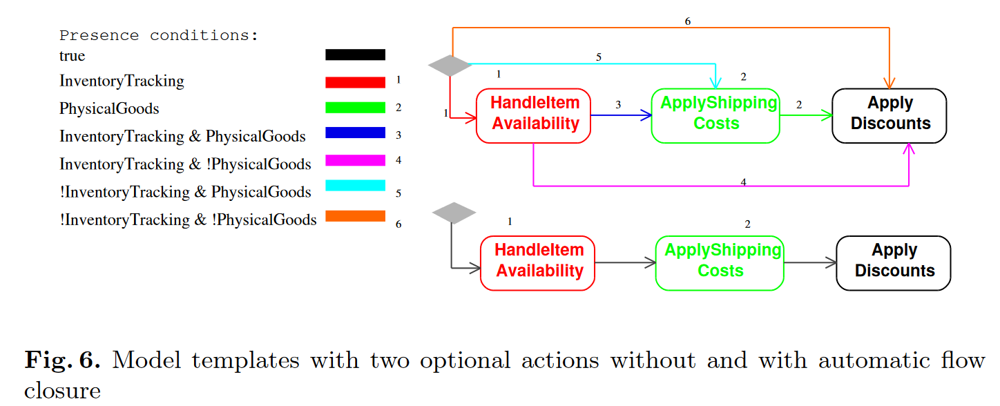 Presence conditions:
true
InventoryTracking 1
PhysicalGoods 2
InventoryTracking & PhysicalGoods 3
InventoryTracking & !PhysicalGoods 4
!InventoryTracking & PhysicalGoods 5
!InventoryTracking & !PhysicalGoods 6
6
5
1
2
1
HandleItem
Availability
3
ApplyShipping
Costs
2
Apply
Discounts
4
1
2
HandleItem
Availability
ApplyShipping
Costs
Apply
Discounts
Fig. 6. Model templates with two optional actions without and with automatic flow
closure